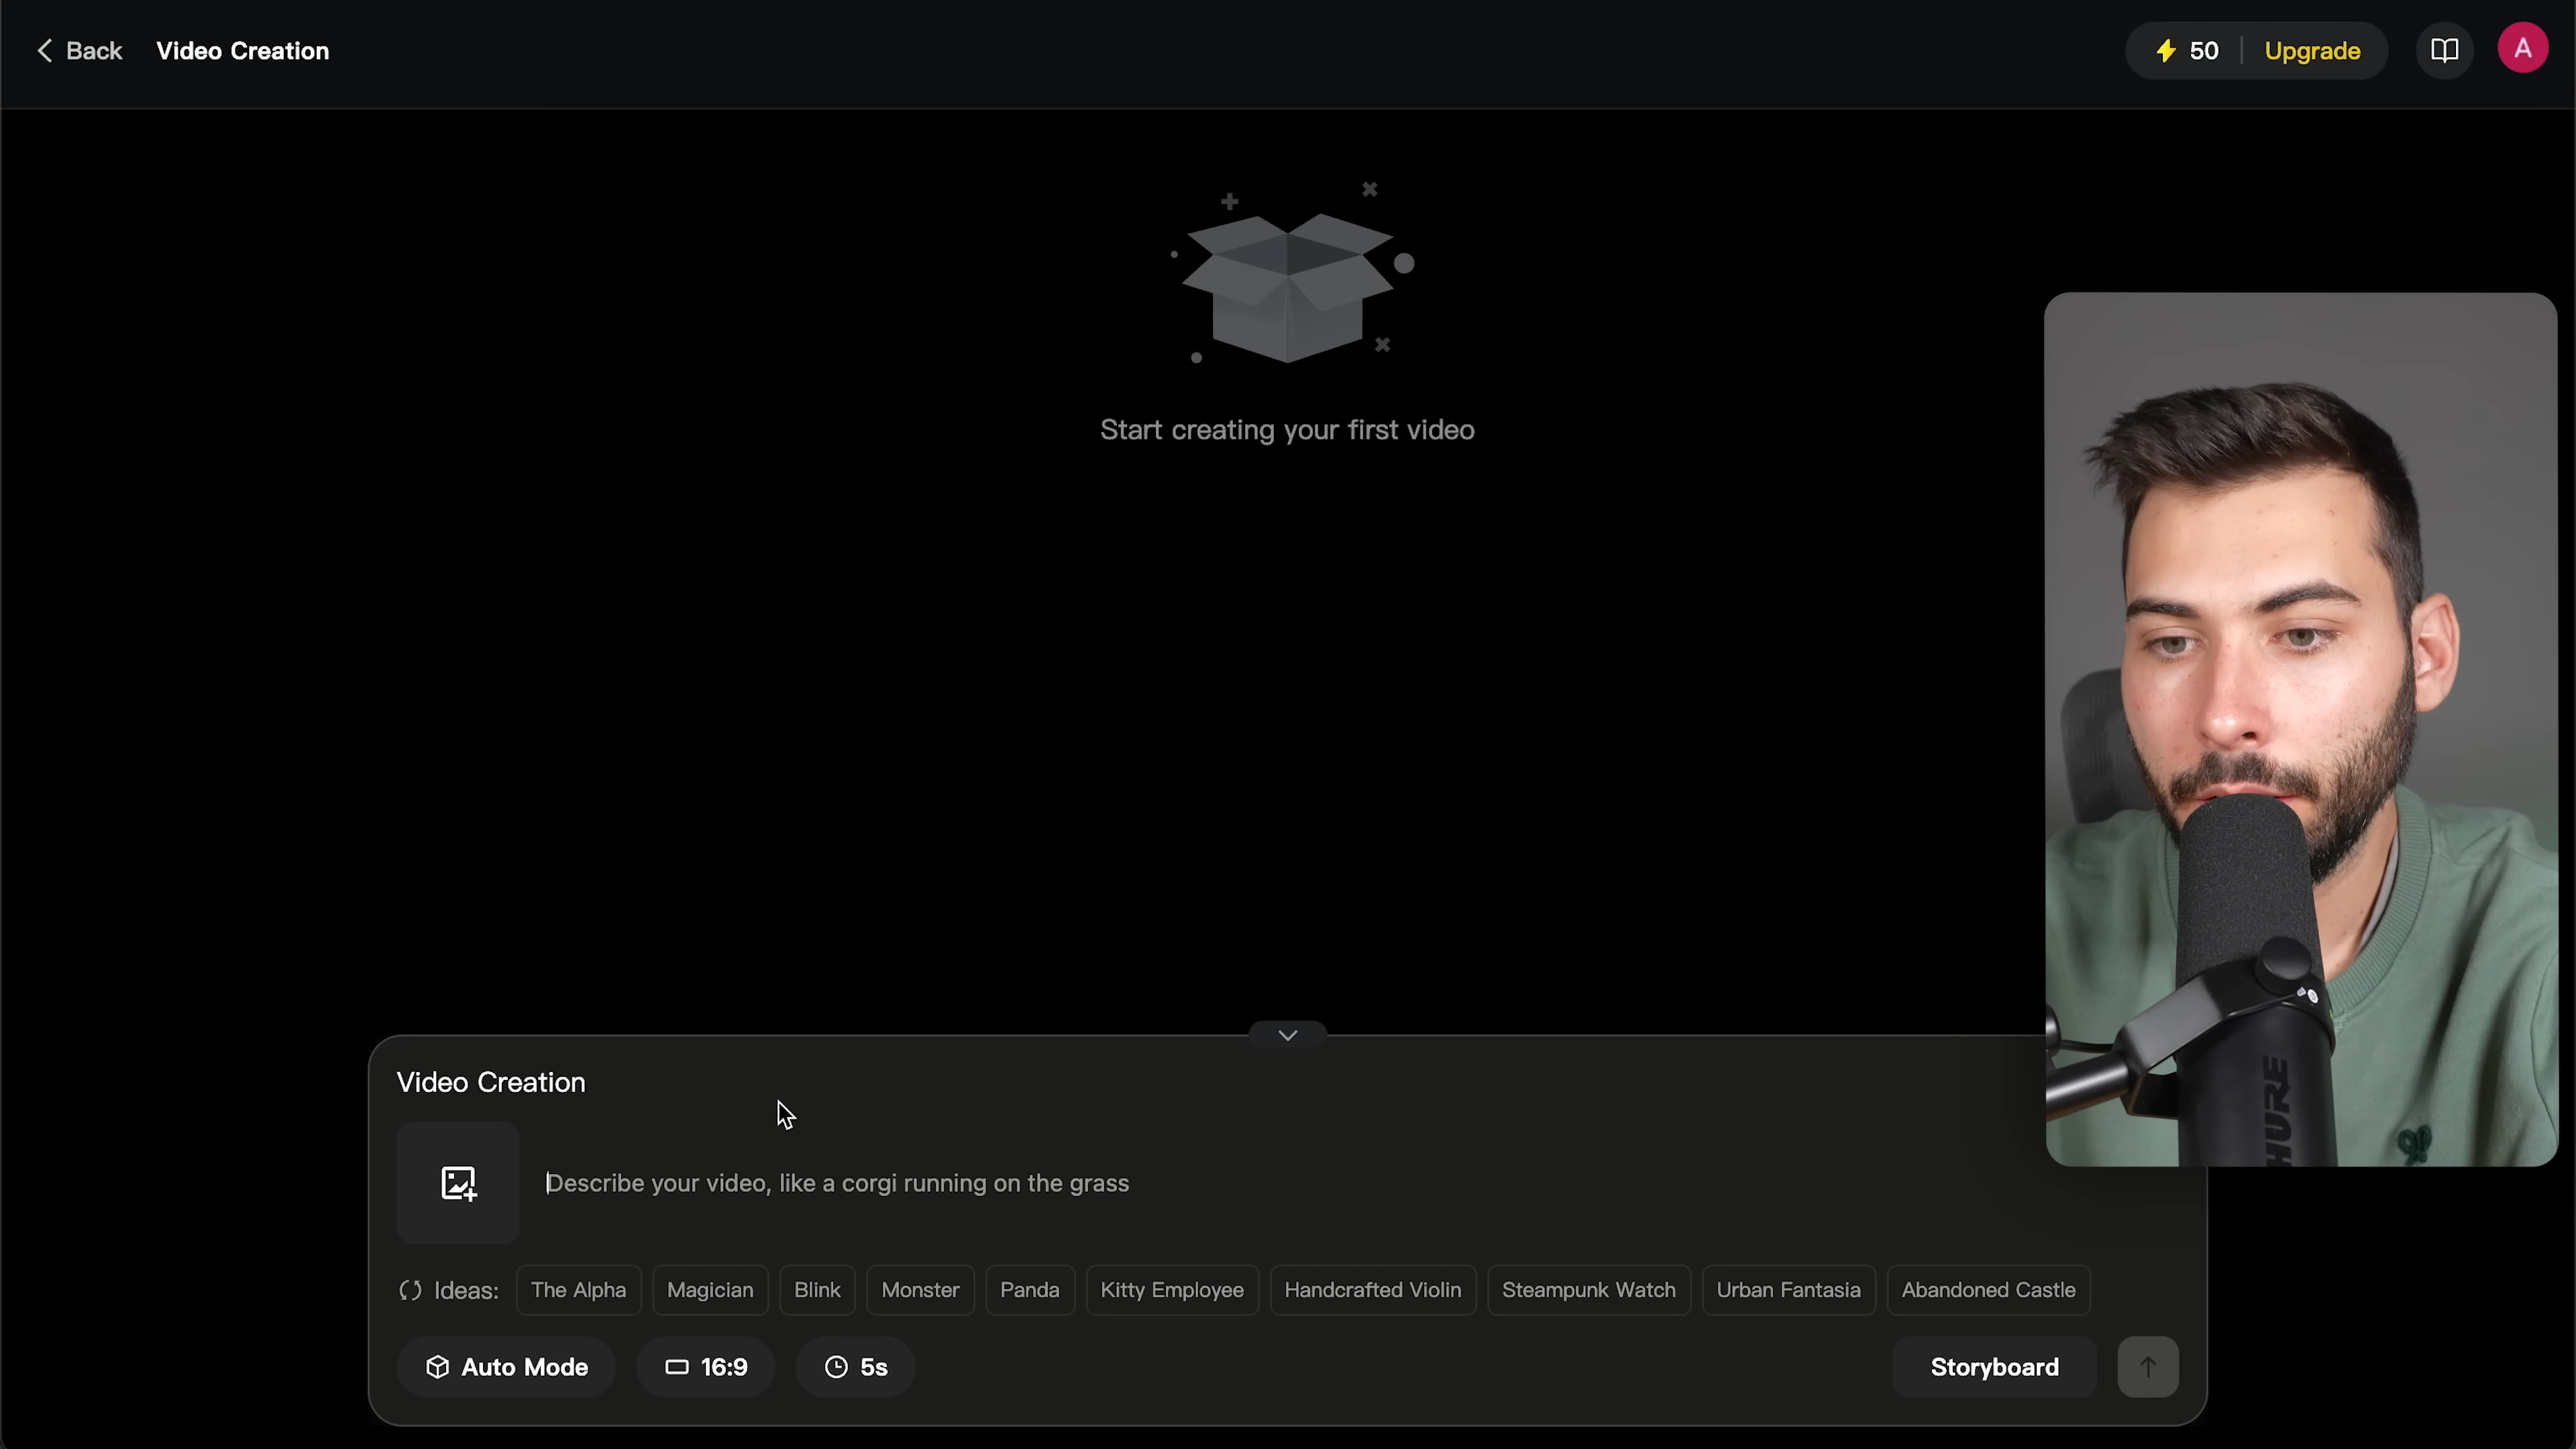 Back Video Creation 50 Upgrade A
Start creating your first video
Video Creation
Describe your video, like a corgi running on the grass
Ideas: The Alpha Magician Blink Monster Panda Kitty Employee Handcrafted Violin Steampunk Watch Urban Fantasia Abandoned Castle
Auto Mode 16:9 5s Storyboard
HURE